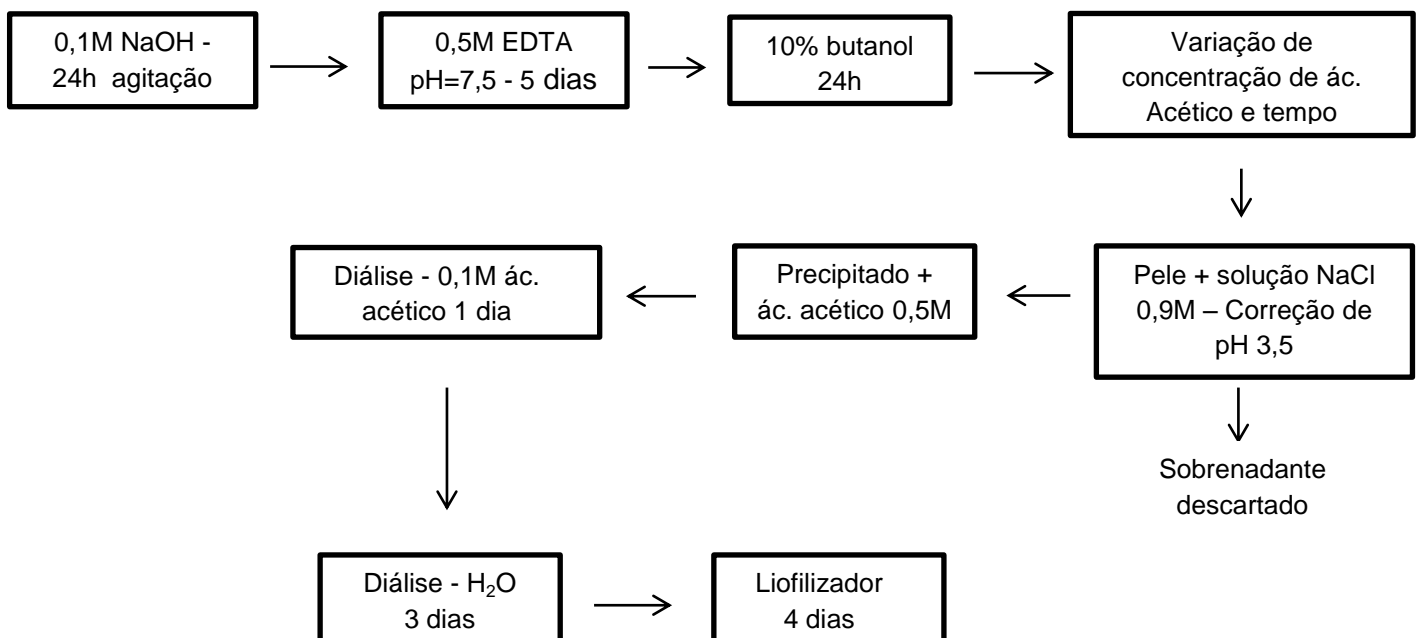 0,1M NaOH -
24h agitação
0,5M EDTA
pH=7,5 - 5 dias
10% butanol
24h
Variação de
concentração de ác.
Acético e tempo
Pele + solução NaCl
0,9M – Correção de
pH 3,5
Sobrenadante
descartado
Precipitado +
ác. acético 0,5M
Diálise - 0,1M ác.
acético 1 dia
Diálise - H₂O
3 dias
Liofilizador
4 dias